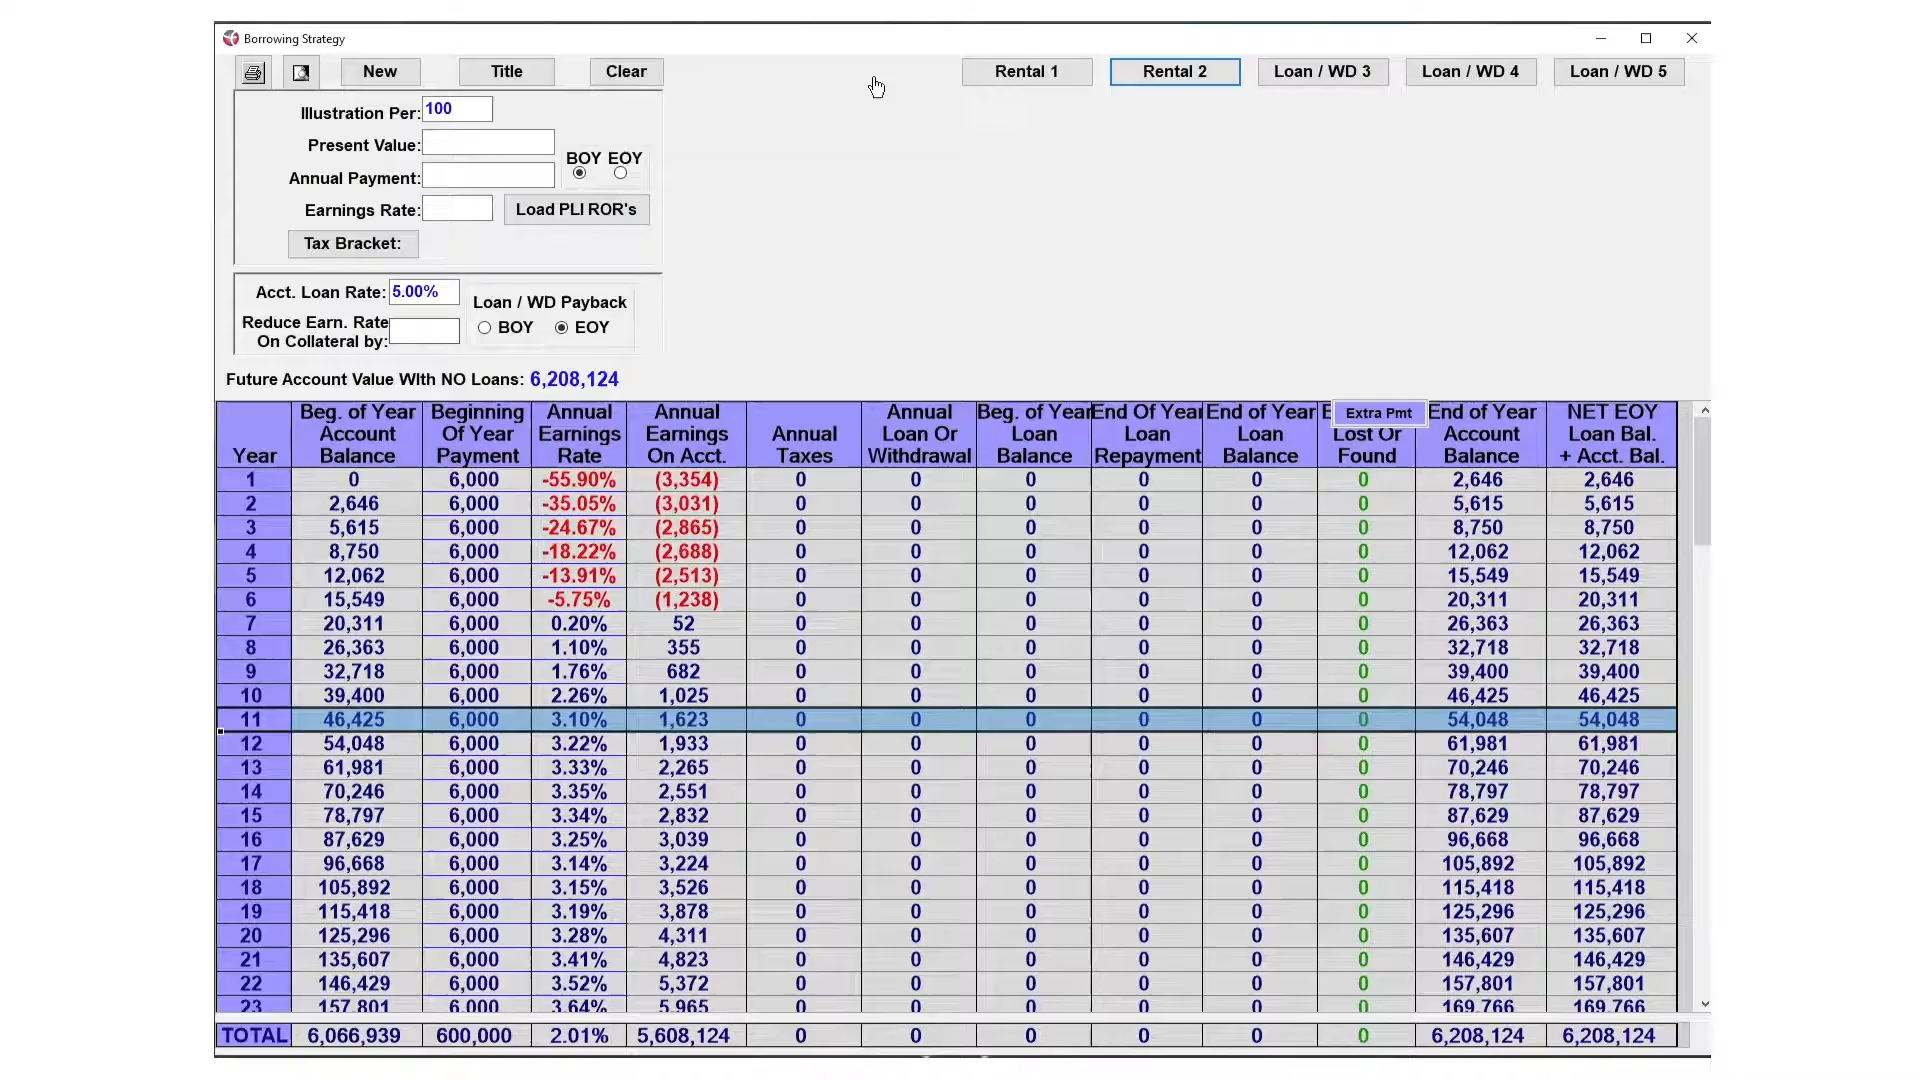 Borrowing Strategy
New Title Clear Rental 1 Rental 2 Loan / WD 3 Loan / WD 4 Loan / WD 5
Illustration Per: 100
Present Value:
BOY EOY
Annual Payment:
Earnings Rate: Load PLI ROR's
Tax Bracket:
Acct. Loan Rate: 5.00% Loan / WD Payback
Reduce Earn. Rate
On Collateral by:
BOY EOY
Future Account Value WIth NO Loans: 6,208,124
Beg. of Year Beginning Annual Annual Annual Beg. of Year End Of Year End of Year E Extra Pmt End of Year NET EOY
Account Of Year Earnings Earnings Annual Loan Or Loan Loan Loan Lost Or Account Loan Bal.
Year Balance Payment Rate On Acct. Taxes Withdrawal Balance Repayment Balance Found Balance + Acct. Bal.
1 0 6,000 -55.90% (3,354) 0 0 0 0 0 0 2,646 2,646
2 2,646 6,000 -35.05% (3,031) 0 0 0 0 0 0 5,615 5,615
3 5,615 6,000 -24.67% (2,865) 0 0 0 0 0 0 8,750 8,750
4 8,750 6,000 -18.22% (2,688) 0 0 0 0 0 0 12,062 12,062
5 12,062 6,000 -13.91% (2,513) 0 0 0 0 0 0 15,549 15,549
6 15,549 6,000 -5.75% (1,238) 0 0 0 0 0 0 20,311 20,311
7 20,311 6,000 0.20% 52 0 0 0 0 0 0 26,363 26,363
8 26,363 6,000 1.10% 355 0 0 0 0 0 0 32,718 32,718
9 32,718 6,000 1.76% 682 0 0 0 0 0 0 39,400 39,400
10 39,400 6,000 2.26% 1,025 0 0 0 0 0 0 46,425 46,425
11 46,425 6,000 3.10% 1,623 0 0 0 0 0 0 54,048 54,048
12 54,048 6,000 3.22% 1,933 0 0 0 0 0 0 61,981 61,981
13 61,981 6,000 3.33% 2,265 0 0 0 0 0 0 70,246 70,246
14 70,246 6,000 3.35% 2,551 0 0 0 0 0 0 78,797 78,797
15 78,797 6,000 3.34% 2,832 0 0 0 0 0 0 87,629 87,629
16 87,629 6,000 3.25% 3,039 0 0 0 0 0 0 96,668 96,668
17 96,668 6,000 3.14% 3,224 0 0 0 0 0 0 105,892 105,892
18 105,892 6,000 3.15% 3,526 0 0 0 0 0 0 115,418 115,418
19 115,418 6,000 3.19% 3,878 0 0 0 0 0 0 125,296 125,296
20 125,296 6,000 3.28% 4,311 0 0 0 0 0 0 135,607 135,607
21 135,607 6,000 3.41% 4,823 0 0 0 0 0 0 146,429 146,429
22 146,429 6,000 3.52% 5,372 0 0 0 0 0 0 157,801 157,801
23 157,801 6,000 3.64% 5,965 0 0 0 0 0 0 169,766 169,766
TOTAL 6,066,939 600,000 2.01% 5,608,124 0 0 0 0 0 0 6,208,124 6,208,124